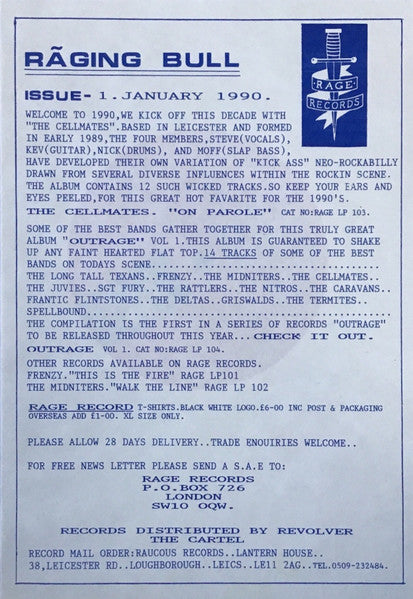 RÃGING BULL
RAGE
RECORDS
ISSUE- 1.JANUARY 1990.
WELCOME TO 1990,WE KICK OFF THIS DECADE WITH
"THE CELLMATES".BASED IN LEICESTER AND FORMED
IN EARLY 1989,THE FOUR MEMBERS,STEVE(VOCALS),
KEV(GUITAR),NICK(DRUMS), AND MOFF(SLAP BASS),
HAVE DEVELOPED THEIR OWN VARIATION OF "KICK ASS" NEO-ROCKABILLY
DRAWN FROM SEVERAL DIVERSE INFLUENCES WITHIN THE ROCKIN SCENE.
THE ALBUM CONTAINS 12 SUCH WICKED TRACKS.SO KEEP YOUR EARS AND
EYES PEELED,FOR THIS GREAT HOT FAVARITE FOR THE 1990'S.
THE CELLMATES. "ON PAROLE" CAT NO:RAGE LP 103.
SOME OF THE BEST BANDS GATHER TOGETHER FOR THIS TRULY GREAT
ALBUM "OUTRAGE" VOL 1.THIS ALBUM IS GUARANTEED TO SHAKE
UP ANY FAINT HEARTED FLAT TOP.14 TRACKS OF SOME OF THE BEST
BANDS ON TODAYS SCENE.................................
THE LONG TALL TEXANS..FRENZY..THE MIDNITERS..THE CELLMATES..
THE JUVIES..SGT FURY..THE RATTLERS..THE NITROS..THE CARAVANS..
FRANTIC FLINTSTONES..THE DELTAS..GRISWALDS..THE TERMITES..
SPELLBOUND..................................................
THE COMPILATION IS THE FIRST IN A SERIES OF RECORDS "OUTRAGE"
TO BE RELEASED THROUGHOUT THIS YEAR...CHECK IT OUT.
OUTRAGE VOL 1. CAT NO:RAGE LP 104.
OTHER RECORDS AVAILABLE ON RAGE RECORDS.
FRENZY."THIS IS THE FIRE" RAGE LP101
THE MIDNITERS."WALK THE LINE" RAGE LP 102
RAGE RECORD T-SHIRTS.BLACK WHITE LOGO.£6-00 INC POST & PACKAGING
OVERSEAS ADD £1-00. XL SIZE ONLY.
PLEASE ALLOW 28 DAYS DELIVERY..TRADE ENQUIRIES WELCOME..
FOR FREE NEWS LETTER PLEASE SEND A S.A.E TO:
RAGE RECORDS
P.O.BOX 726
LONDON
SW10 OQW.
RECORDS DISTRIBUTED BY REVOLVER
THE CARTEL
RECORD MAIL ORDER:RAUCOUS RECORDS..LANTERN HOUSE..
38,LEICESTER RD..LOUGHBOROUGH..LEICS..LE11 2AG..TEL.0509-232484.